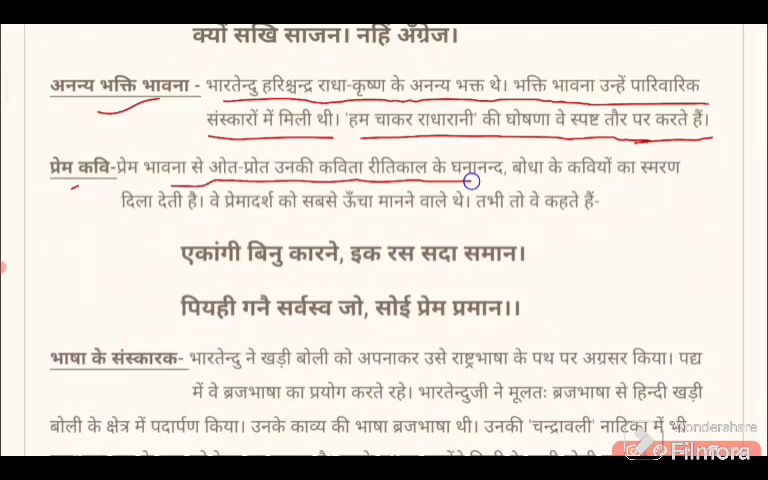 क्यों सखि साजन। नहिं अँग्रेज।
अनन्य भक्ति भावना - भारतेन्दु हरिश्चन्द्र राधा-कृष्ण के अनन्य भक्त थे। भक्ति भावना उन्हें पारिवारिक
संस्कारों में मिली थी। 'हम चाकर राधारानी' की घोषणा वे स्पष्ट तौर पर करते हैं।
प्रेम कवि- प्रेम भावना से ओत-प्रोत उनकी कविता रीतिकाल के घनानन्द, बोधा के कवियों का स्मरण
दिला देती है। वे प्रेमादर्श को सबसे ऊँचा मानने वाले थे। तभी तो वे कहते हैं-
एकांगी बिनु कारने, इक रस सदा समान।
पियही गनै सर्वस्व जो, सोई प्रेम प्रमान।।
भाषा के संस्कारक- भारतेन्दु ने खड़ी बोली को अपनाकर उसे राष्ट्रभाषा के पथ पर अग्रसर किया। पद्य
में वे ब्रजभाषा का प्रयोग करते रहे। भारतेन्दुजी ने मूलतः ब्रजभाषा से हिन्दी खड़ी
बोली के क्षेत्र में पदार्पण किया। उनके काव्य की भाषा ब्रजभाषा थी। उनकी 'चन्द्रावली' नाटिका में भी
wondershare
Filmora